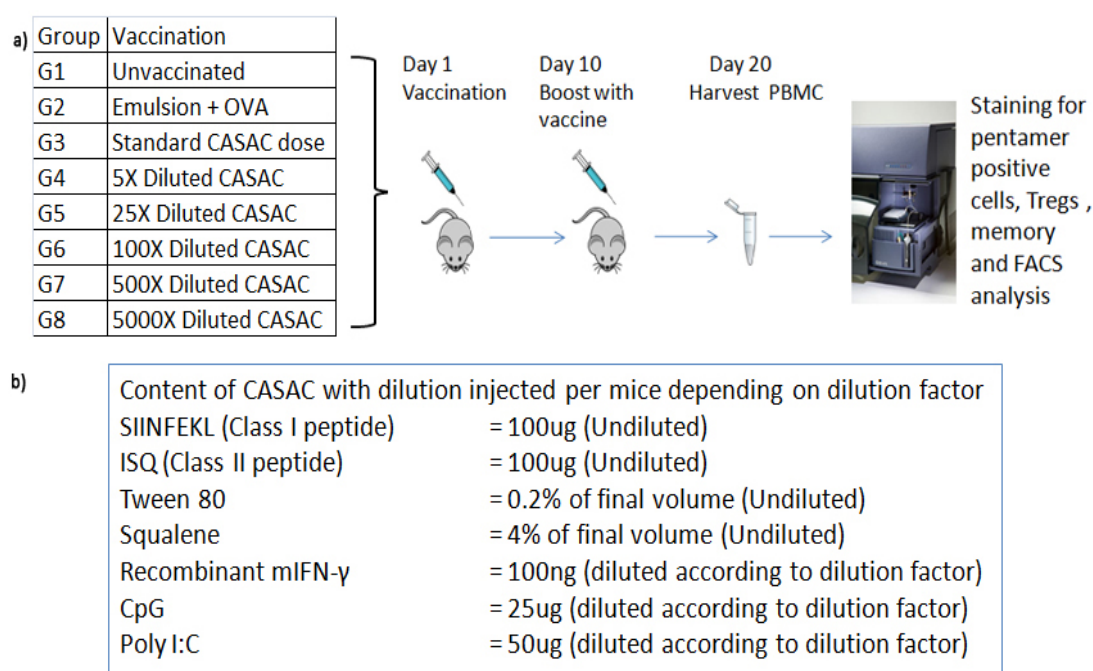 a)
Group Vaccination
G1 Unvaccinated
G2 Emulsion + OVA
G3 Standard CASAC dose
G4 5X Diluted CASAC
G5 25X Diluted CASAC
G6 100X Diluted CASAC
G7 500X Diluted CASAC
G8 5000X Diluted CASAC
Day 1
Vaccination
Day 10
Boost with
vaccine
Day 20
Harvest PBMC
Staining for
pentamer
positive
cells, Tregs ,
memory
and FACS
analysis
b)
Content of CASAC with dilution injected per mice depending on dilution factor
SIINFEKL (Class I peptide) = 100ug (Undiluted)
ISQ (Class II peptide) = 100ug (Undiluted)
Tween 80 = 0.2% of final volume (Undiluted)
Squalene = 4% of final volume (Undiluted)
Recombinant mIFN-γ = 100ng (diluted according to dilution factor)
CpG = 25ug (diluted according to dilution factor)
Poly I:C = 50ug (diluted according to dilution factor)